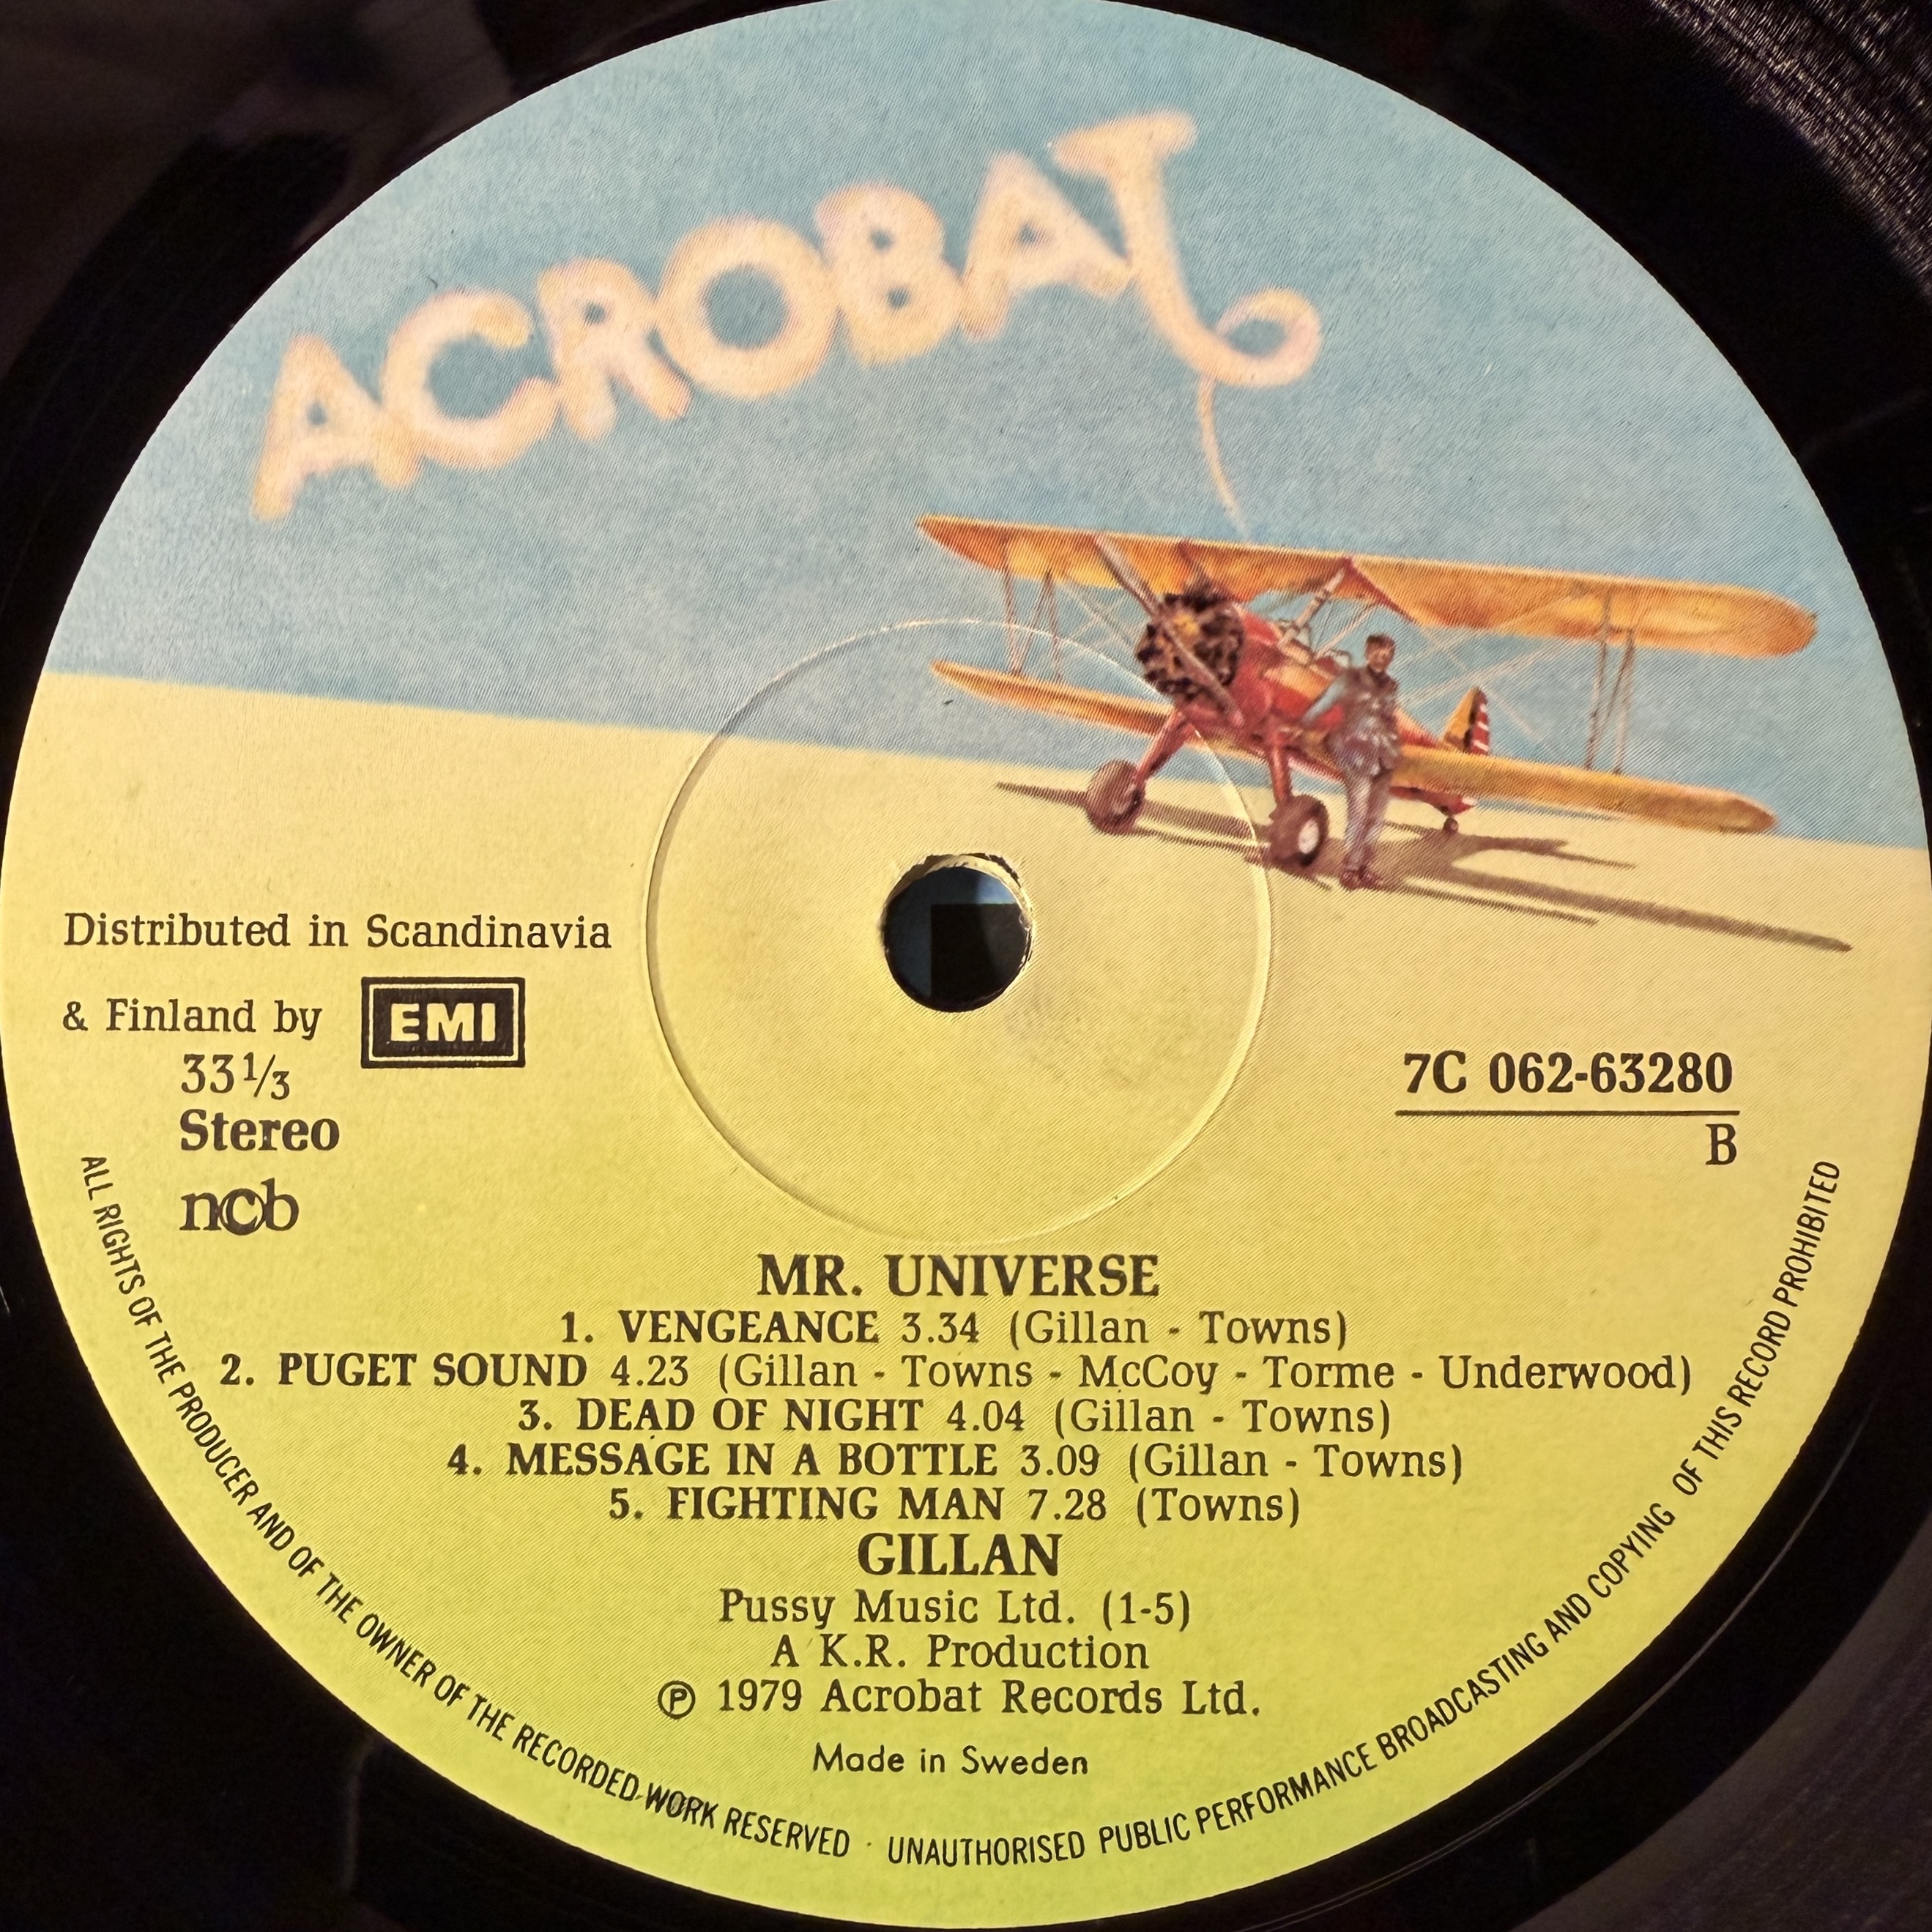 ACROBAT
Distributed in Scandinavia
& Finland by EMI
33 1/3
Stereo
ncb
7C 062-63280
B
MR. UNIVERSE
1. VENGEANCE 3.34 (Gillan - Towns)
2. PUGET SOUND 4.23 (Gillan - Towns - McCoy - Torme - Underwood)
3. DEAD OF NIGHT 4.04 (Gillan - Towns)
4. MESSAGE IN A BOTTLE 3.09 (Gillan - Towns)
5. FIGHTING MAN 7.28 (Towns)
GILLAN
Pussy Music Ltd. (1-5)
A K.R. Production
℗ 1979 Acrobat Records Ltd.
Made in Sweden
ALL RIGHTS OF THE PRODUCER AND OF THE OWNER OF THE RECORDED WORK RESERVED · UNAUTHORISED PUBLIC PERFORMANCE BROADCASTING AND COPYING OF THIS RECORD PROHIBITED